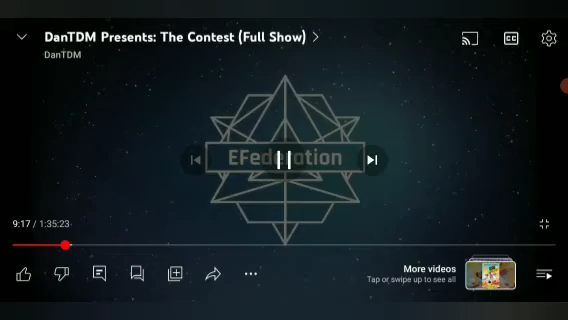 DanTDM Presents: The Contest (Full Show)
DanTDM
CC
EFederation
9:17 / 1:35:23
More videos
Tap or swipe up to see all